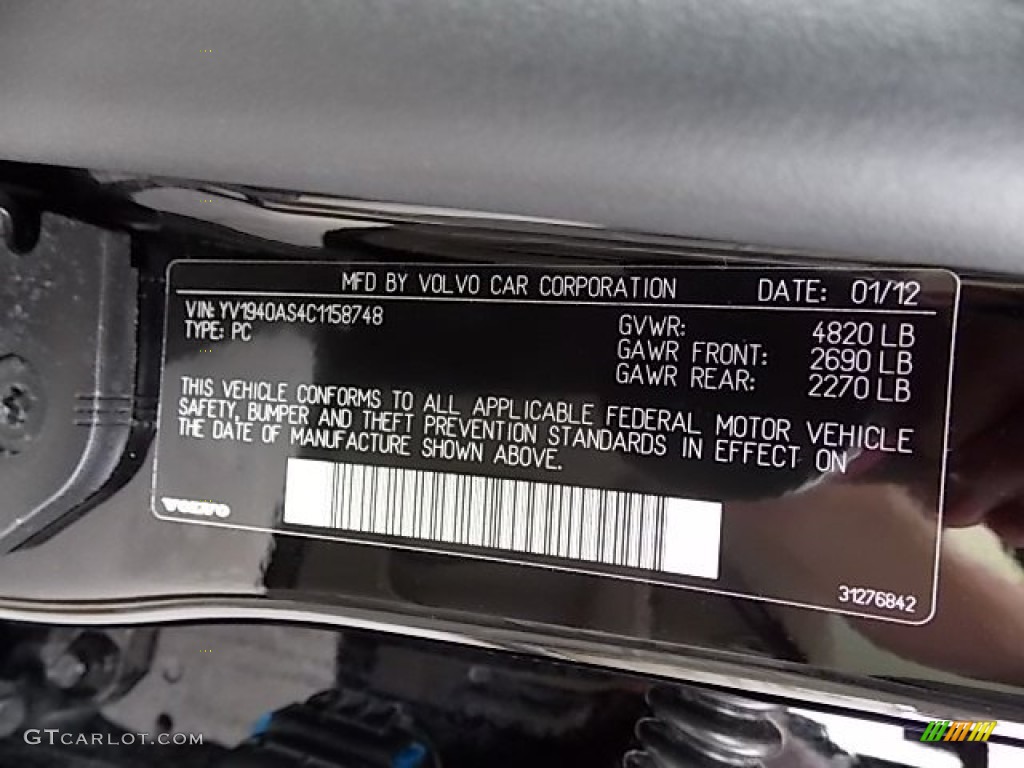 MFD BY VOLVO CAR CORPORATION DATE: 01/12
VIN: YV1940AS4C1158748
TYPE: PC
GVWR: 4820 LB
GAWR FRONT: 2690 LB
GAWR REAR: 2270 LB
THIS VEHICLE CONFORMS TO ALL APPLICABLE FEDERAL MOTOR VEHICLE
SAFETY, BUMPER AND THEFT PREVENTION STANDARDS IN EFFECT ON
THE DATE OF MANUFACTURE SHOWN ABOVE.
VOLVO
31276842
GTCARLOT.COM